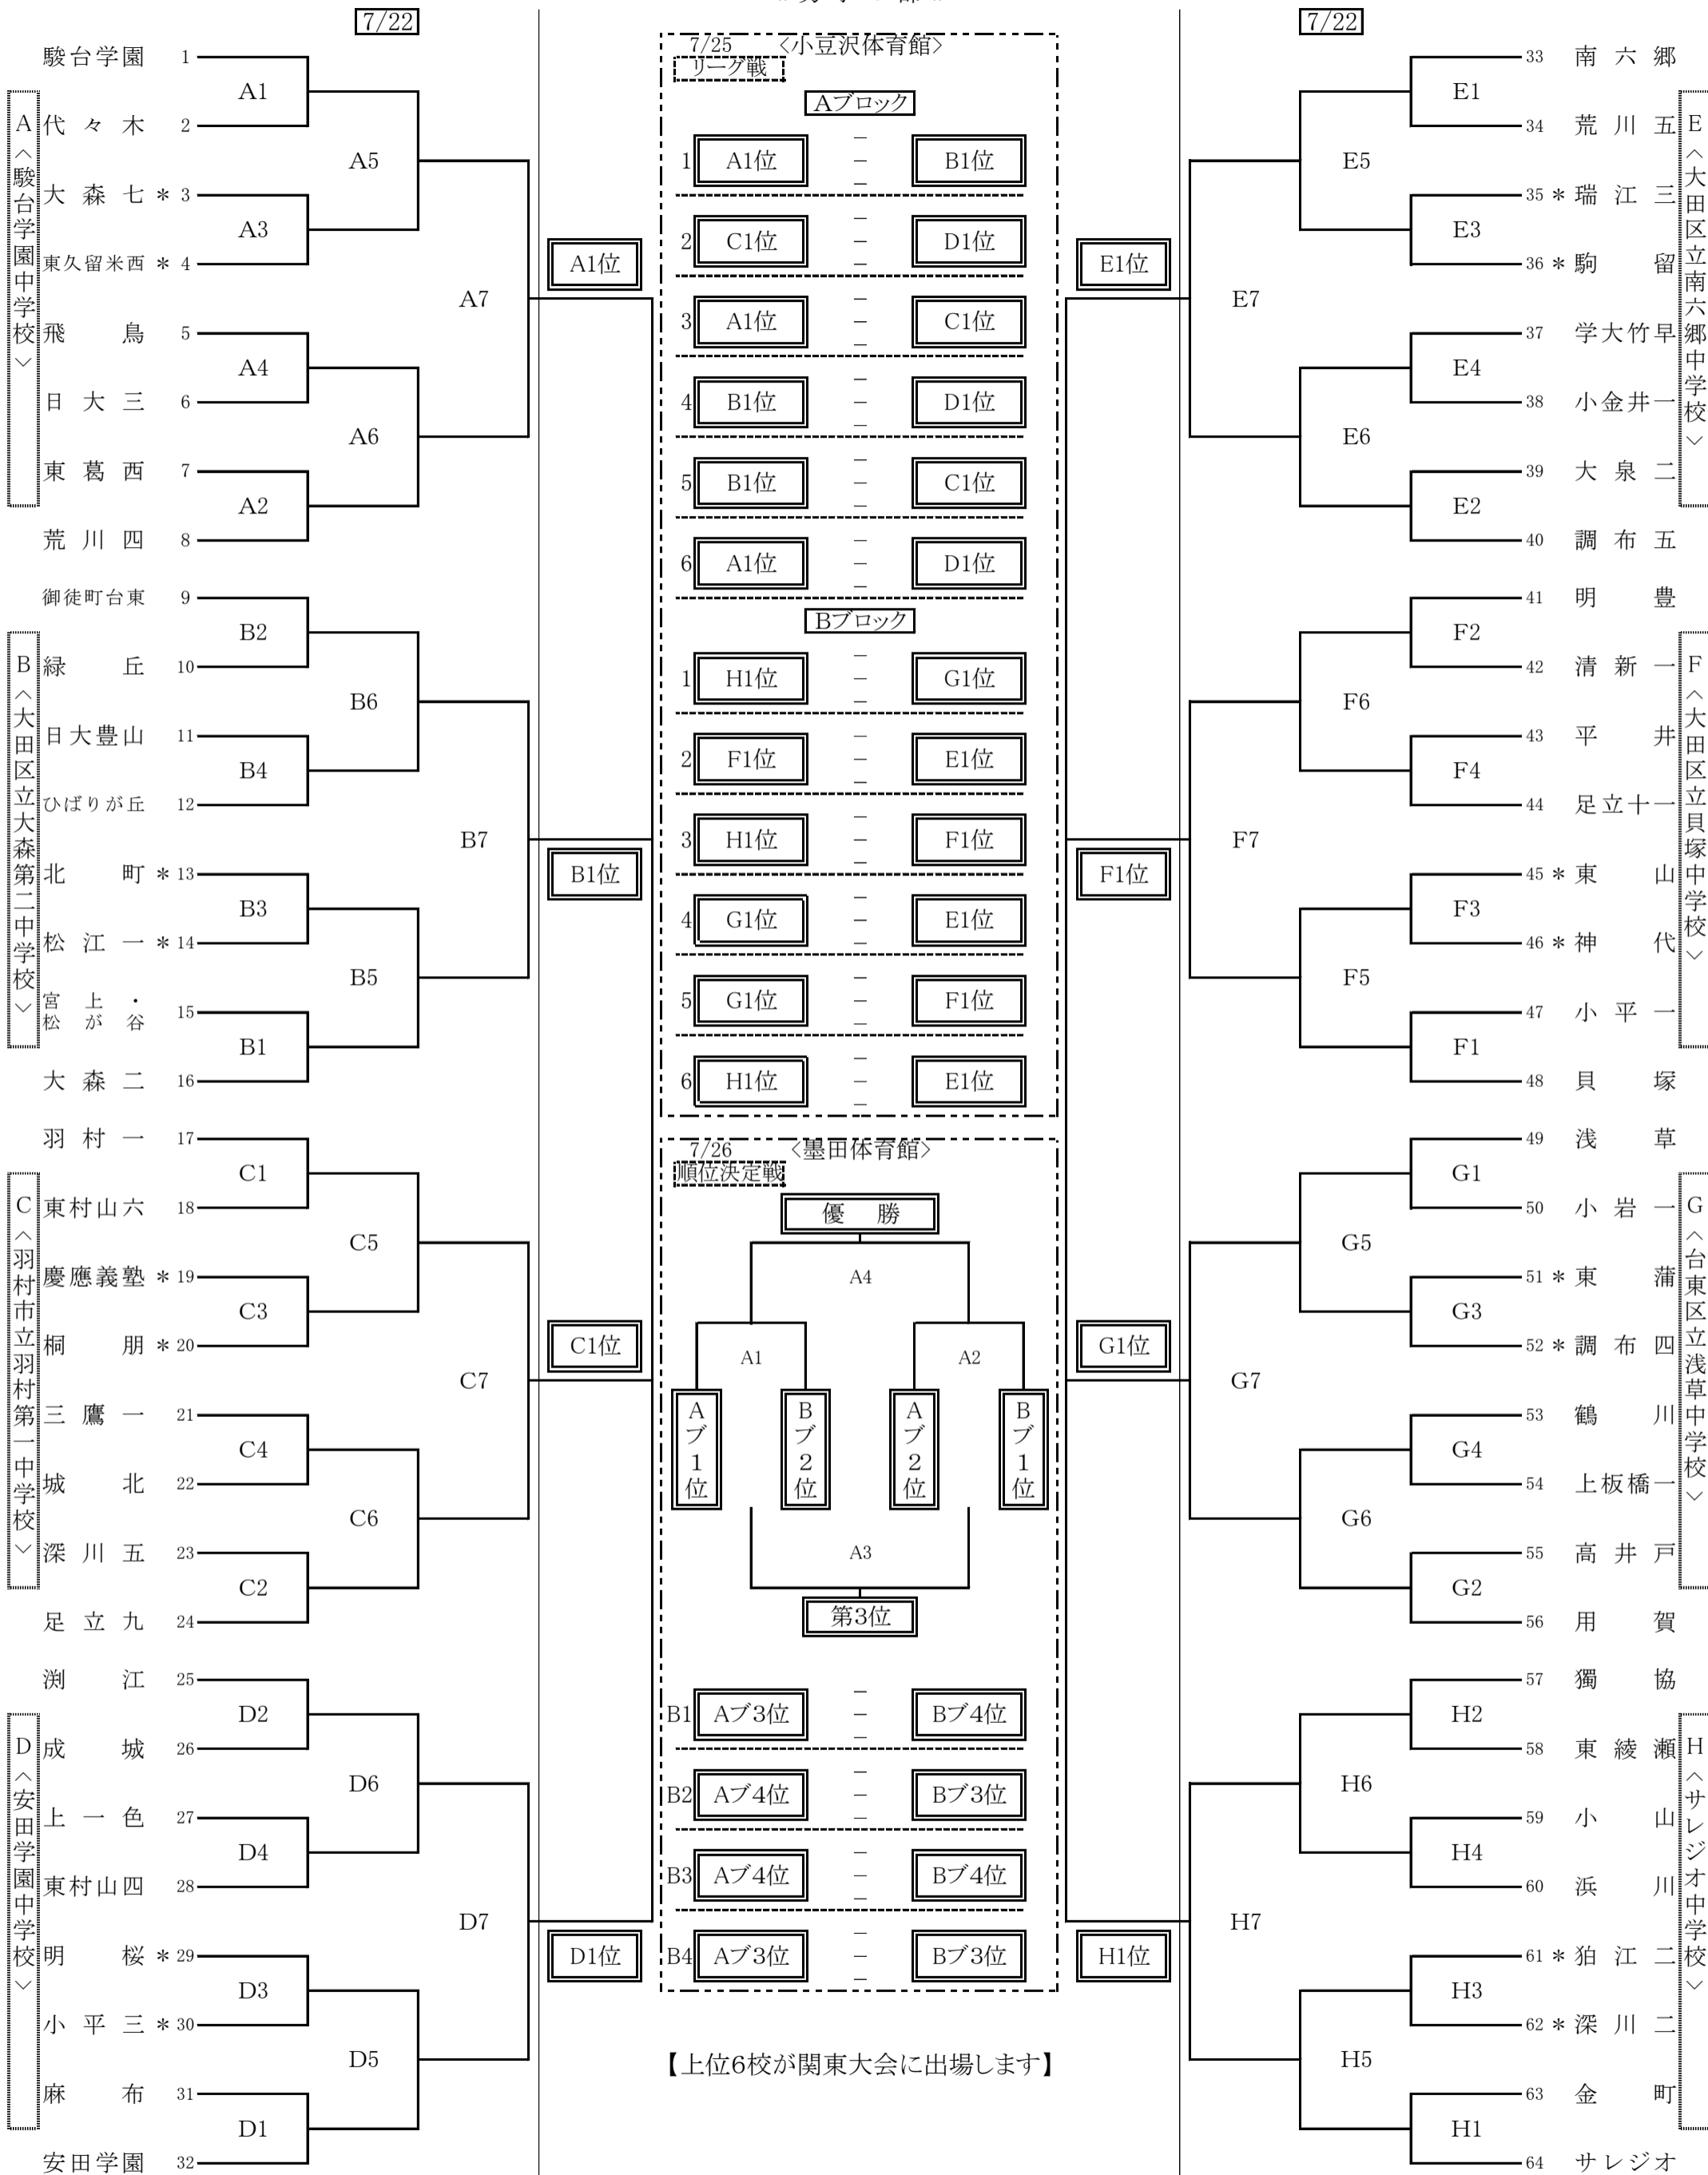 7/22
駿台学園 1
A1
代々木 2
A5
大森七 * 3
A3
東久留米西 * 4
A7
飛鳥 5
A4
日大三 6
A6
東葛西 7
A2
荒川四 8
A〈駿台学園中学校〉
A1位
御徒町台東 9
B2
緑丘 10
B6
日大豊山 11
B4
ひばりが丘 12
B7
北町 * 13
B3
松江一 * 14
B5
宮上・
松が谷 15
B1
大森二 16
B〈大田区立大森第二中学校〉
B1位
羽村一 17
C1
東村山六 18
C5
慶應義塾 * 19
C3
桐朋 * 20
C7
三鷹一 21
C4
城北 22
C6
深川五 23
C2
足立九 24
C〈羽村市立羽村第一中学校〉
C1位
渕江 25
D2
成城 26
D6
上一色 27
D4
東村山四 28
D7
明桜 * 29
D3
小平三 * 30
D5
麻布 31
D1
安田学園 32
D〈安田学園中学校〉
D1位
7/25 〈小豆沢体育館〉
リーグ戦
Aブロック
1 A1位 － － － B1位
2 C1位 － － － D1位
3 A1位 － － － C1位
4 B1位 － － － D1位
5 B1位 － － － C1位
6 A1位 － － － D1位
Bブロック
1 H1位 － － － G1位
2 F1位 － － － E1位
3 H1位 － － － F1位
4 G1位 － － － E1位
5 G1位 － － － F1位
6 H1位 － － － E1位
7/26 〈墨田体育館〉
順位決定戦
優勝
A4
A1 A2
Aブ1位 Bブ2位 Aブ2位 Bブ1位
A3
第3位
B1 Aブ3位 － － － Bブ4位
B2 Aブ4位 － － － Bブ3位
B3 Aブ4位 － － － Bブ4位
B4 Aブ3位 － － － Bブ3位
【上位6校が関東大会に出場します】
7/22
33 南六郷
E1
34 荒川五
E5
35 * 瑞江三
E3
36 * 駒留
E7
37 学大竹早
E4
38 小金井一
E6
39 大泉二
E2
40 調布五
E〈大田区立南六郷中学校〉
E1位
41 明豊
F2
42 清新一
F6
43 平井
F4
44 足立十一
F7
45 * 東山
F3
46 * 神代
F5
47 小平一
F1
48 貝塚
F〈大田区立貝塚中学校〉
F1位
49 浅草
G1
50 小岩一
G5
51 * 東蒲
G3
52 * 調布四
G7
53 鶴川
G4
54 上板橋一
G6
55 高井戸
G2
56 用賀
G〈台東区立浅草中学校〉
G1位
57 獨協
H2
58 東綾瀬
H6
59 小山
H4
60 浜川
H7
61 * 狛江二
H3
62 * 深川二
H5
63 金町
H1
64 サレジオ
H〈サレジオ中学校〉
H1位